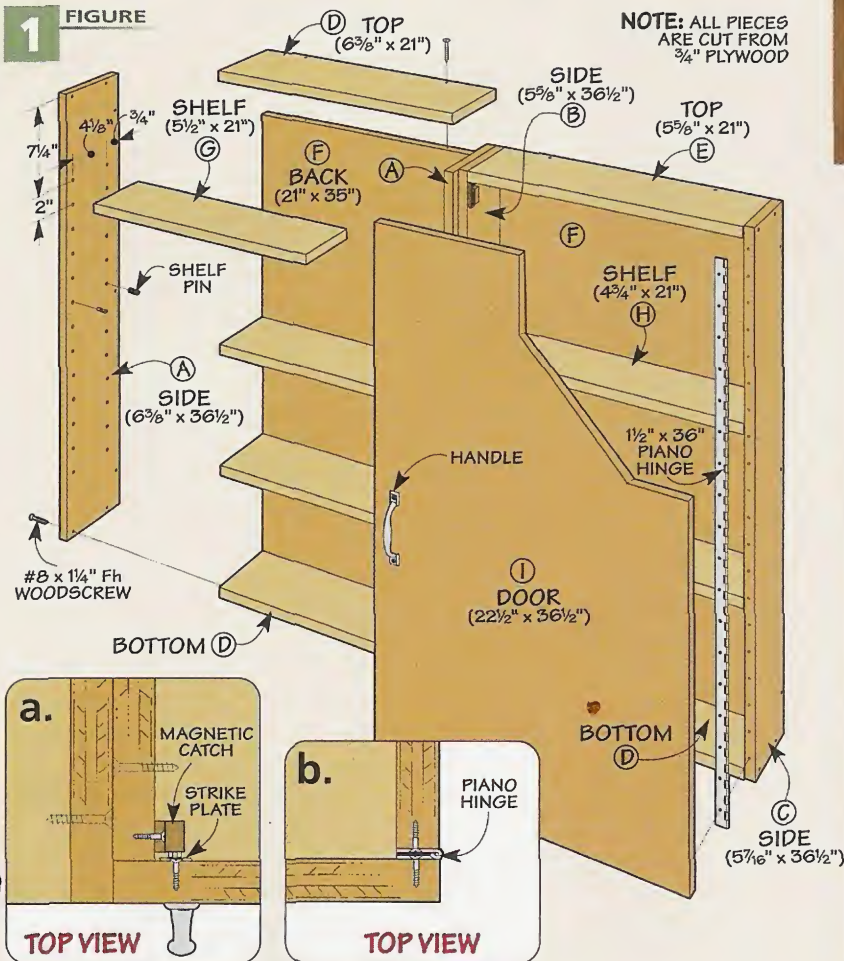 1 FIGURE
D TOP
(6⅜" x 21")
NOTE: ALL PIECES
ARE CUT FROM
¾" PLYWOOD
SIDE
(5⅝" x 36½")
B
TOP
(5⅝" x 21")
E
7¼"
4⅛"
¾"
2"
SHELF
(5½" x 21")
G
F
BACK
(21" x 35")
A
F
SHELF
(4¾" x 21")
H
SHELF
PIN
A
SIDE
(6⅜" x 36½")
1½" x 36"
PIANO
HINGE
HANDLE
#8 x 1¼" Fh
WOODSCREW
I
DOOR
(22½" x 36½")
BOTTOM D
BOTTOM
D
C
SIDE
(5⁷⁄₁₆" x 36½")
a.
MAGNETIC
CATCH
STRIKE
PLATE
TOP VIEW
b.
PIANO
HINGE
TOP VIEW